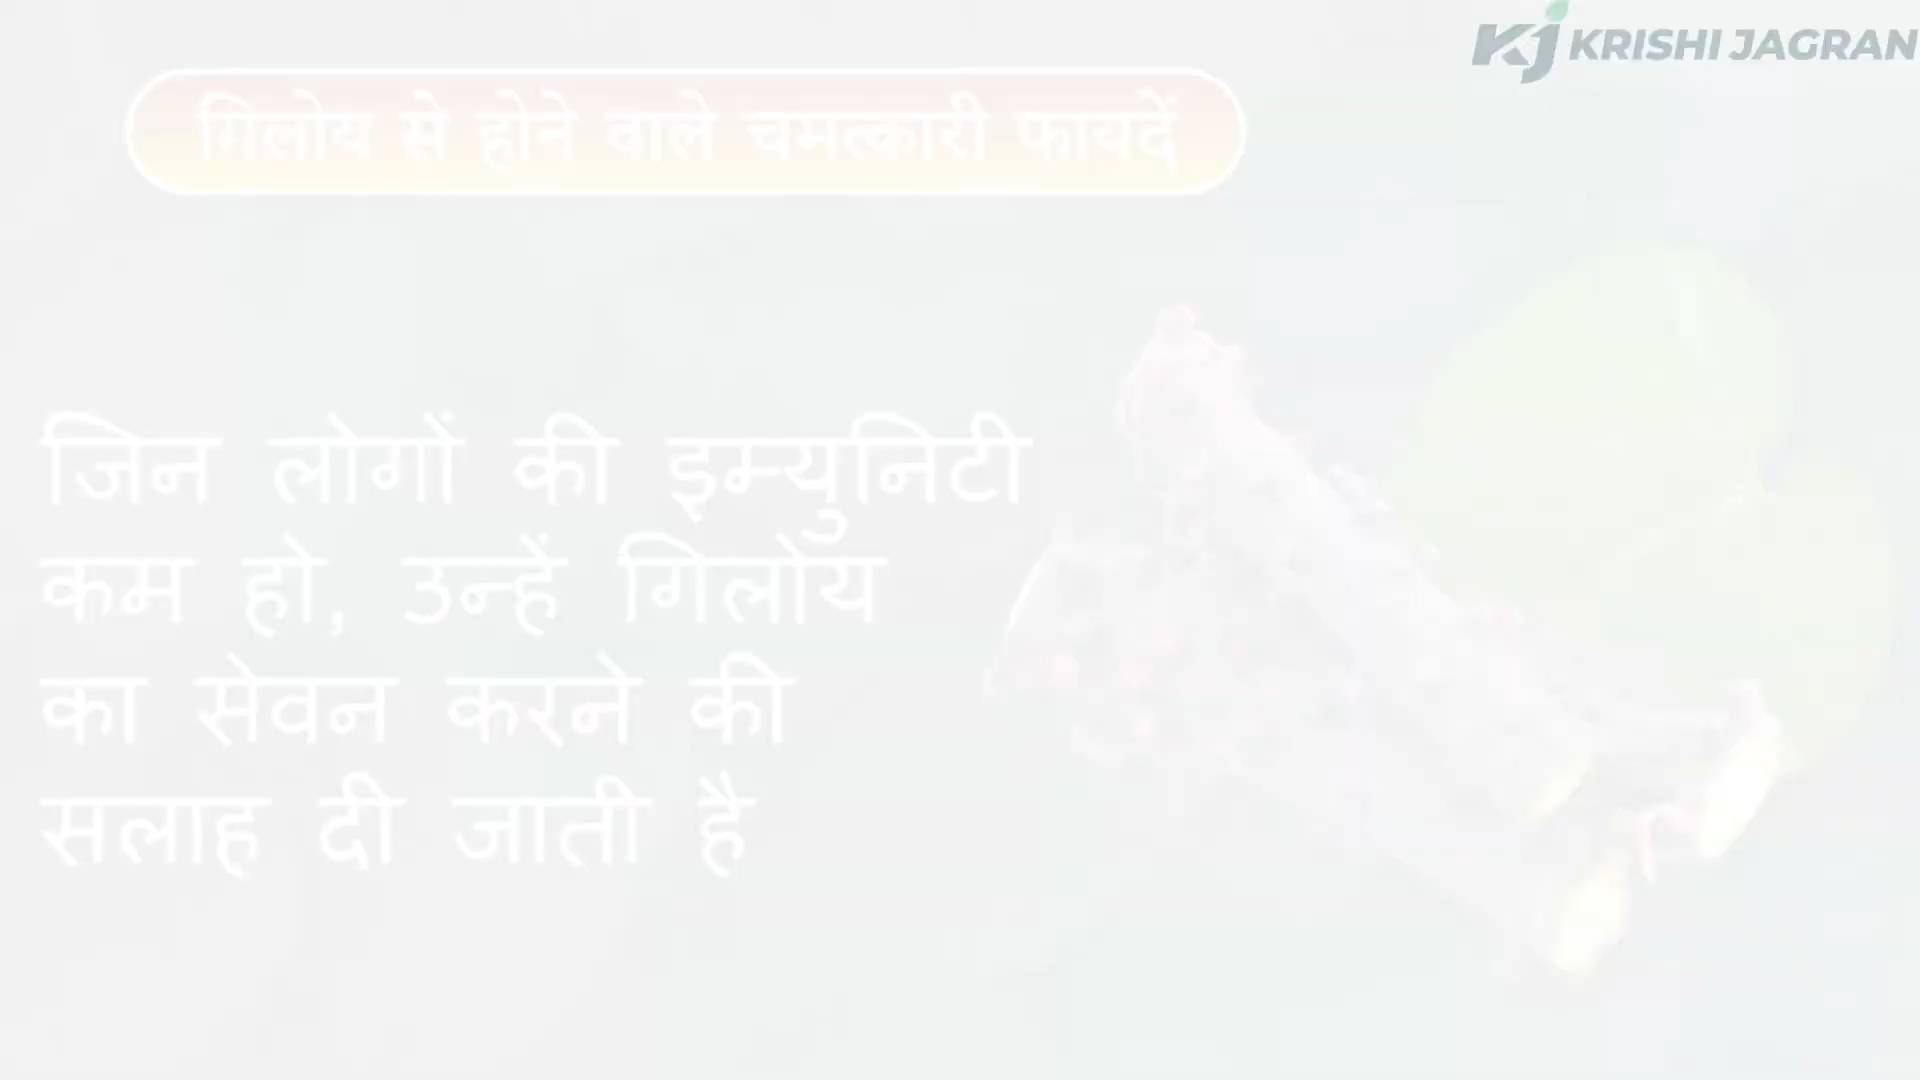 KRISHI JAGRAN
गिलोय से होने वाले चमत्कारी फायदें
जिन लोगों की इम्युनिटी
कम हो, उन्हें गिलोय
का सेवन करने की
सलाह दी जाती है